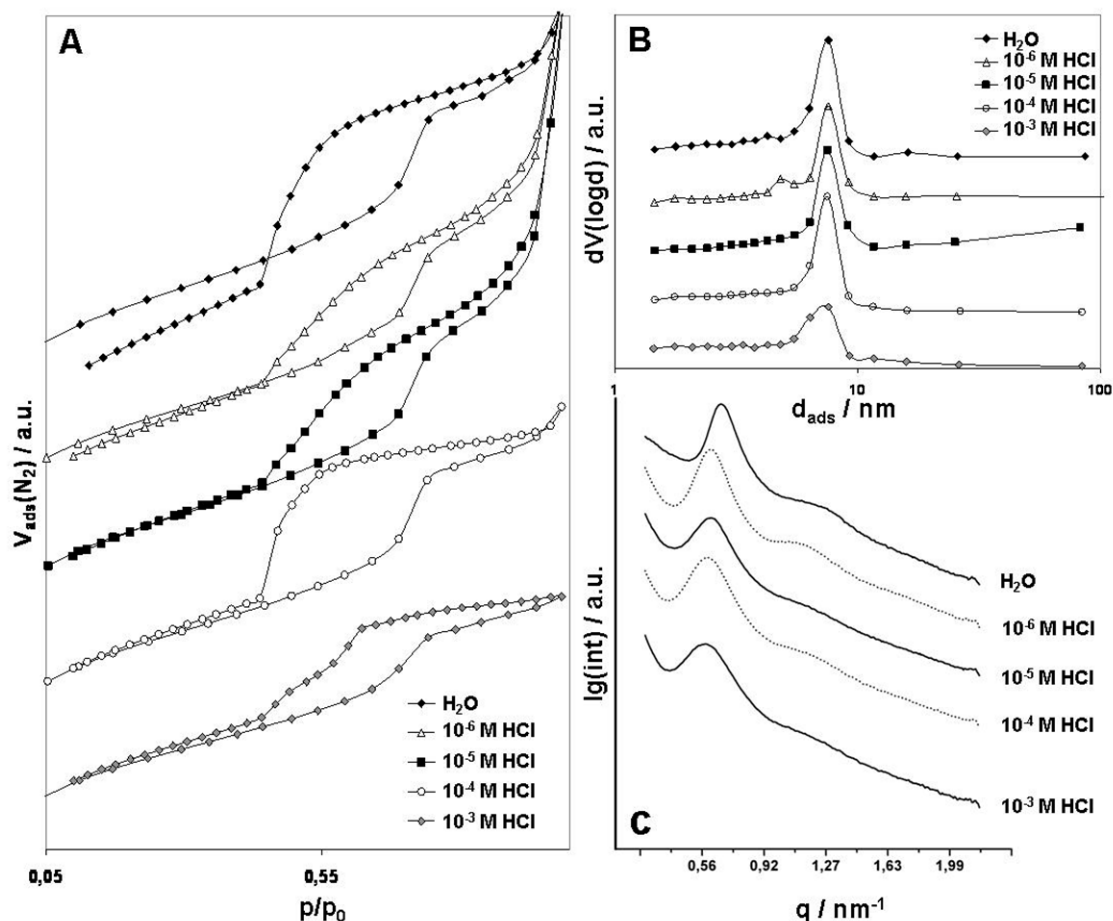 A
V_ads(N₂) / a.u.
H₂O
10⁻⁶ M HCl
10⁻⁵ M HCl
10⁻⁴ M HCl
10⁻³ M HCl
0,05
0,55
p/p₀
B
dV(logd) / a.u.
H₂O
10⁻⁶ M HCl
10⁻⁵ M HCl
10⁻⁴ M HCl
10⁻³ M HCl
1
10
100
d_ads / nm
C
lg(int) / a.u.
H₂O
10⁻⁶ M HCl
10⁻⁵ M HCl
10⁻⁴ M HCl
10⁻³ M HCl
0,56 0,92 1,27 1,63 1,99
q / nm⁻¹